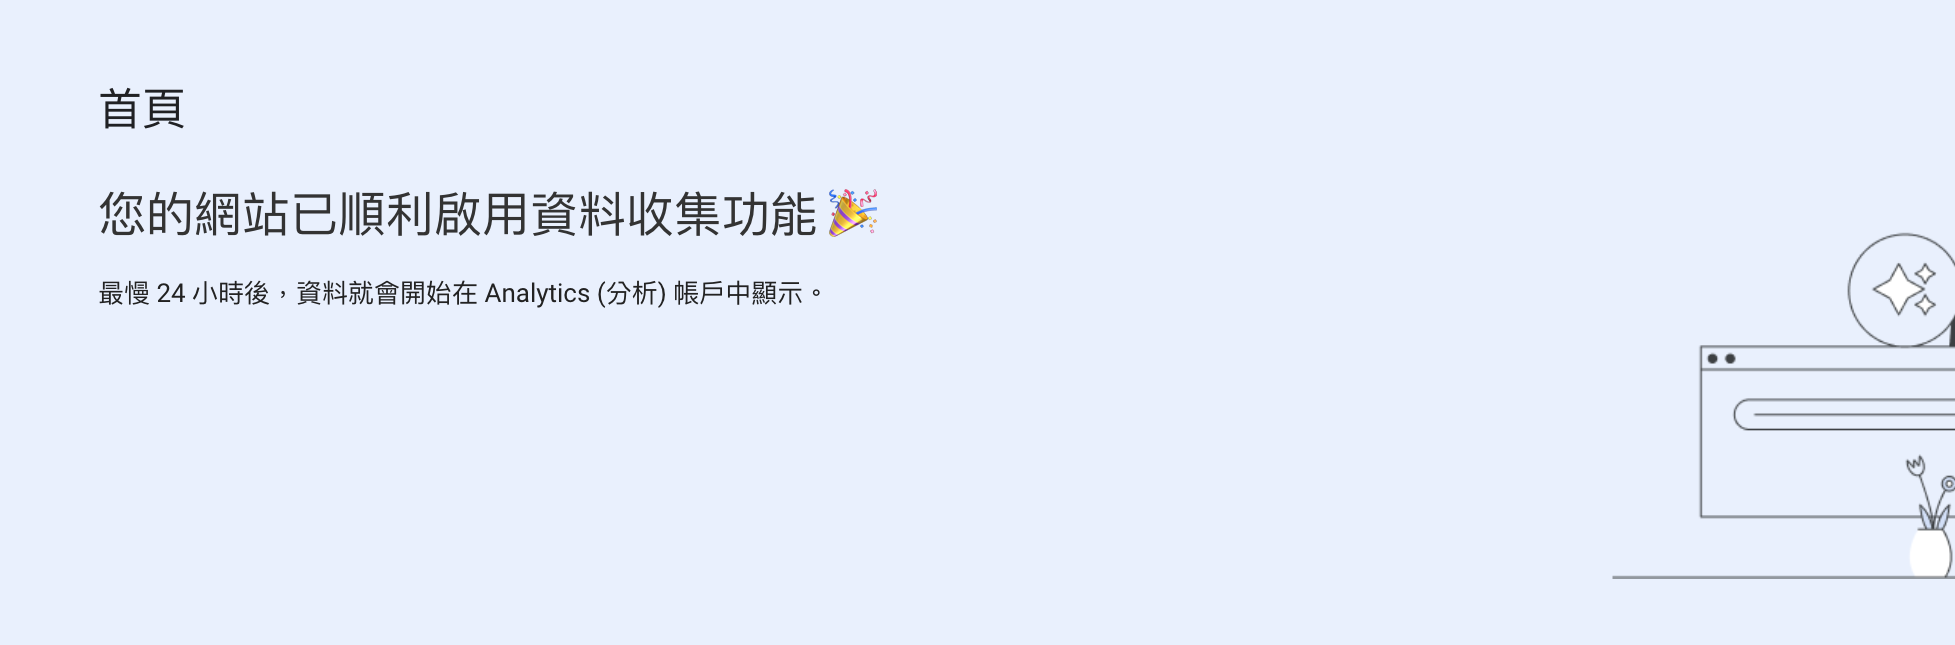 首頁
您的網站已順利啟用資料收集功能 🎉
最慢 24 小時後，資料就會開始在 Analytics (分析) 帳戶中顯示。